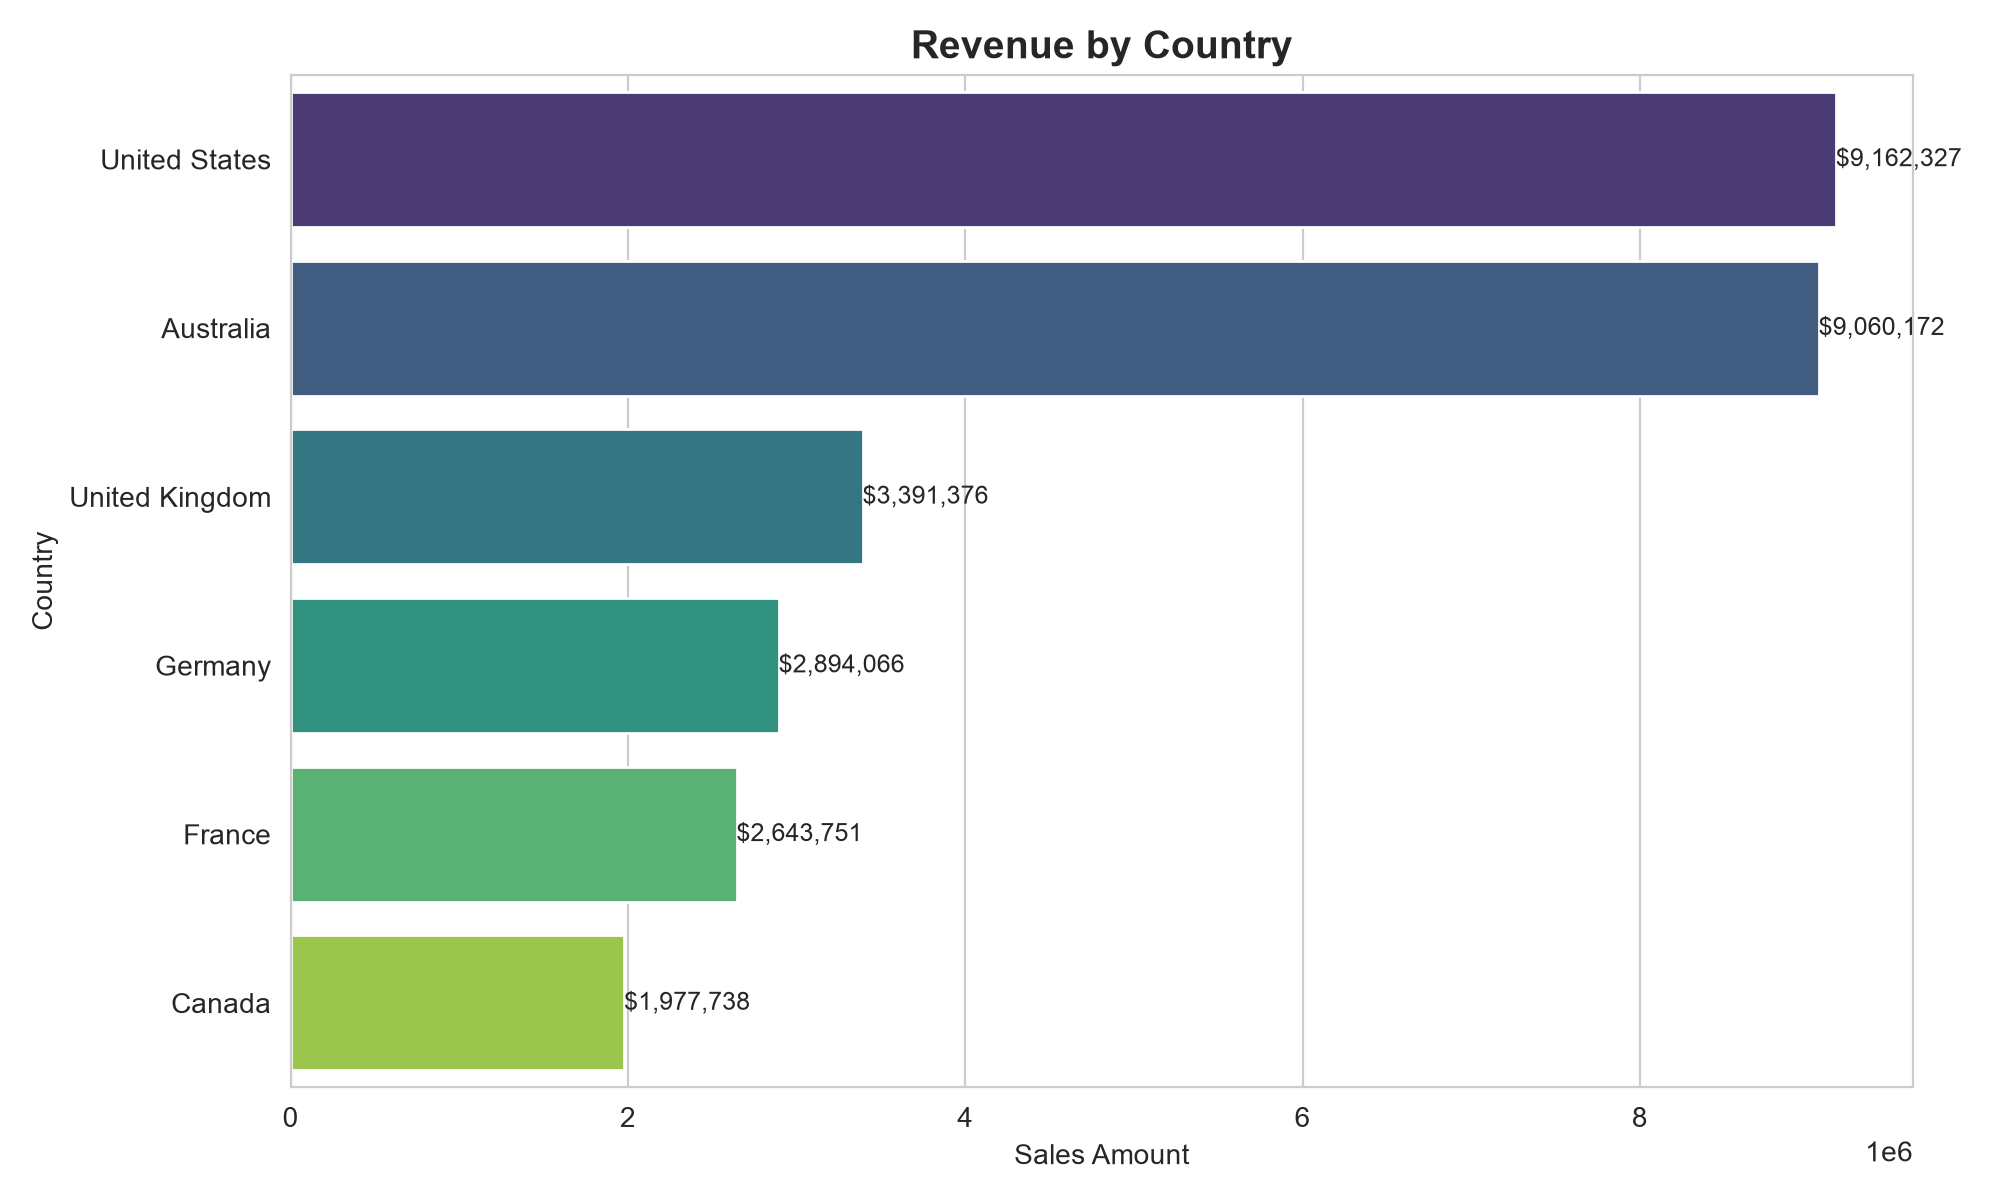 Revenue by Country
United States
$9,162,327
Australia
$9,060,172
United Kingdom
$3,391,376
Germany
$2,894,066
France
$2,643,751
Canada
$1,977,738
Country
0 2 4 6 8
Sales Amount
1e6